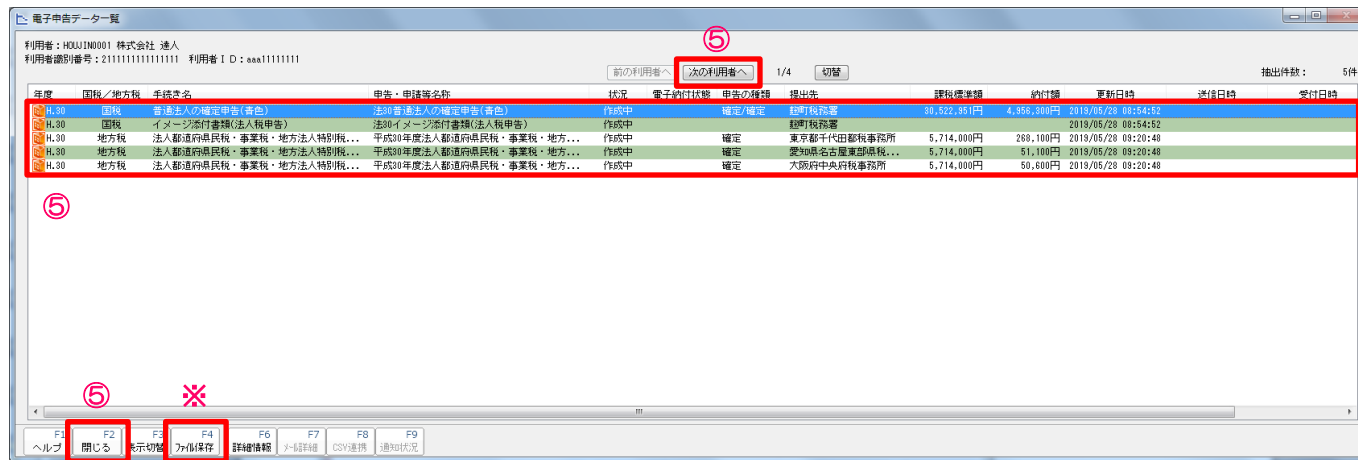 電子申告データ一覧
利用者：HOUJIN0001 株式会社 達人
⑤
利用者識別番号：2111111111111111 利用者ＩＤ：aaa11111111
前の利用者へ 次の利用者へ 1/4 切替 抽出件数： 5件
年度 国税／地方税 手続き名 申告・申請等名称 状況 電子納付状態 申告の種類 提出先 課税標準額 納付額 更新日時 送信日時 受付日時
H.30 国税 普通法人の確定申告(青色) 法30普通法人の確定申告(青色) 作成中 確定/確定 麹町税務署 30,522,951円 4,956,300円 2019/05/28 08:54:52
H.30 国税 イメージ添付書類(法人税申告) 法30イメージ添付書類(法人税申告) 作成中 麹町税務署 2019/05/28 08:54:52
H.30 地方税 法人都道府県民税・事業税・地方法人特別税... 平成30年度法人都道府県民税・事業税・地方... 作成中 確定 東京都千代田都税事務所 5,714,000円 268,100円 2019/05/28 09:20:48
H.30 地方税 法人都道府県民税・事業税・地方法人特別税... 平成30年度法人都道府県民税・事業税・地方... 作成中 確定 愛知県名古屋東部県税... 5,714,000円 51,100円 2019/05/28 09:20:48
H.30 地方税 法人都道府県民税・事業税・地方法人特別税... 平成30年度法人都道府県民税・事業税・地方... 作成中 確定 大阪府中央府税事務所 5,714,000円 50,600円 2019/05/28 09:20:48
⑤
⑤ ※
F1 F2 F3 F4 F6 F7 F8 F9
ヘルプ 閉じる 表示切替 ファイル保存 詳細情報 メール詳細 CSV連携 通知状況